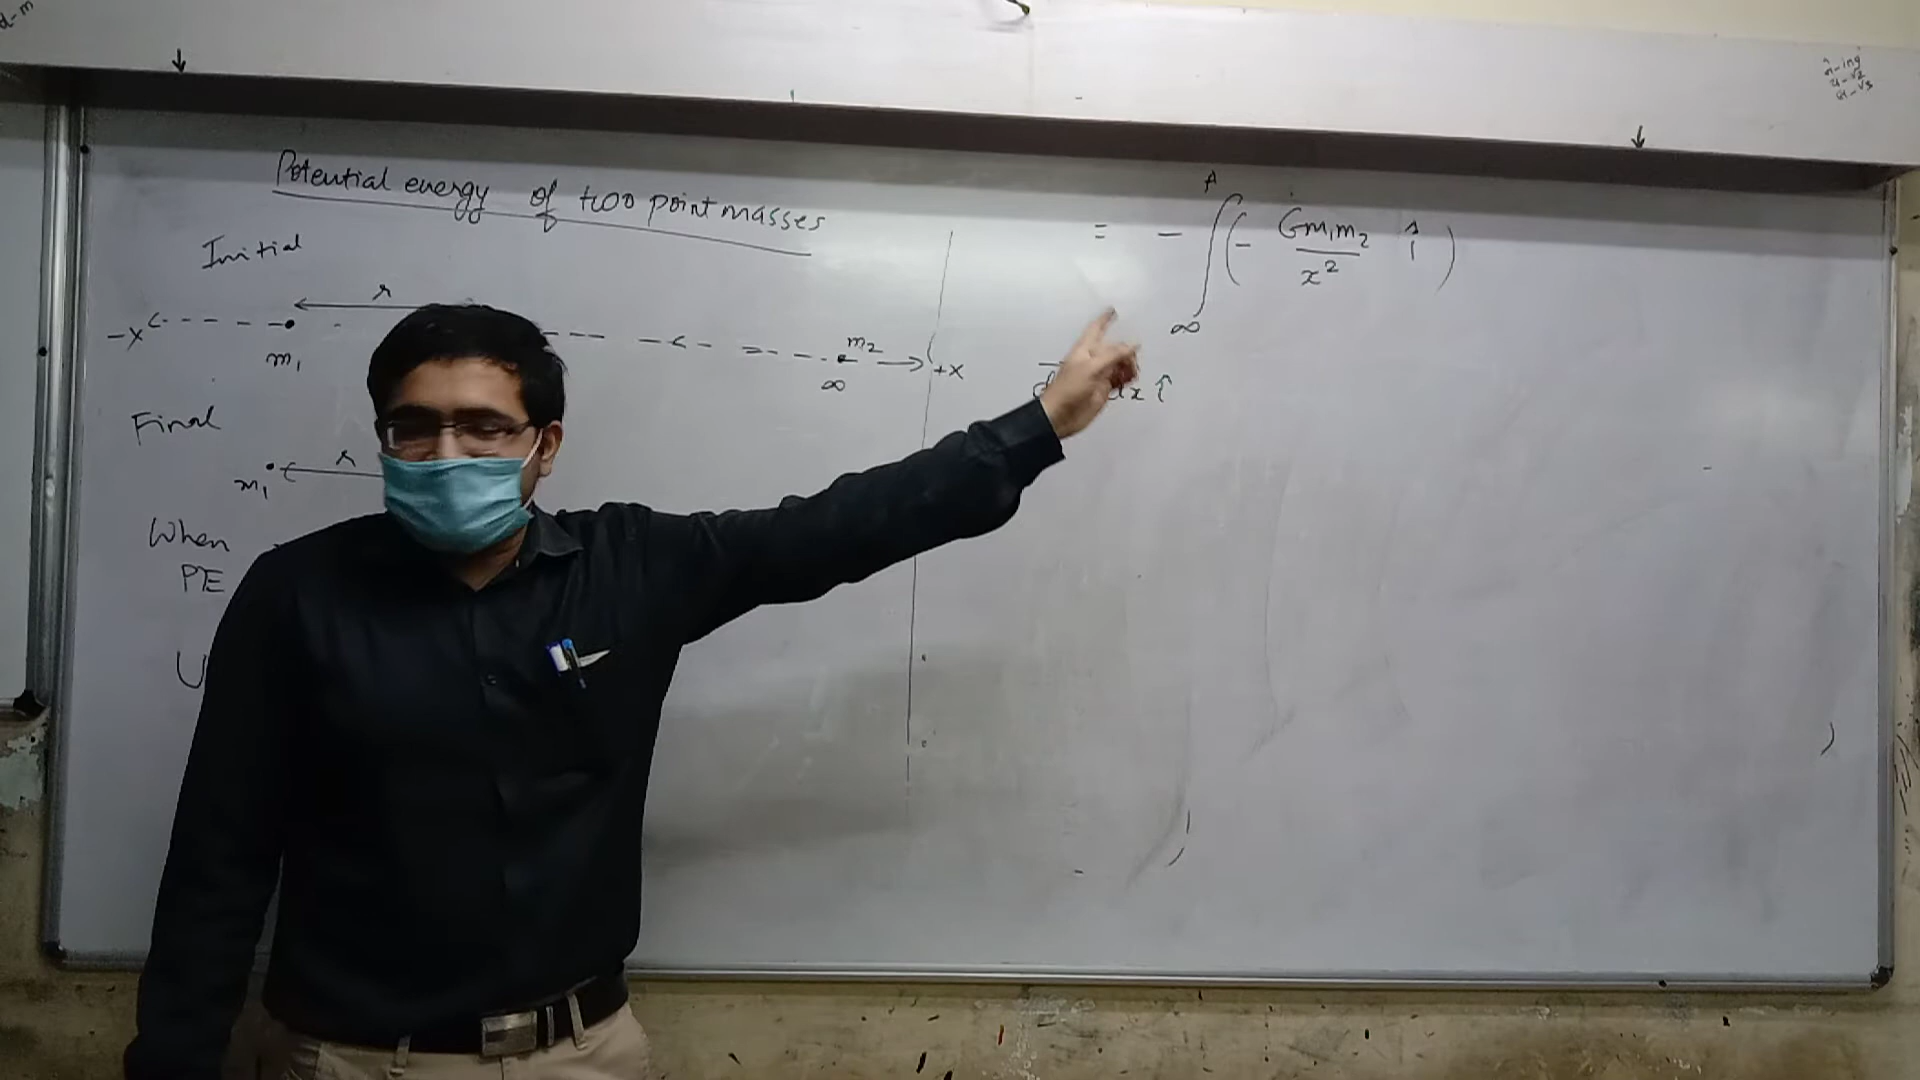 Potential energy of two point masses
Initial
r
-x m₁ m₂ +x
∞
Final
m₁ r
When
PE
U
= - ∫ ( - Gm₁m₂ / x² î )
∞
dx î